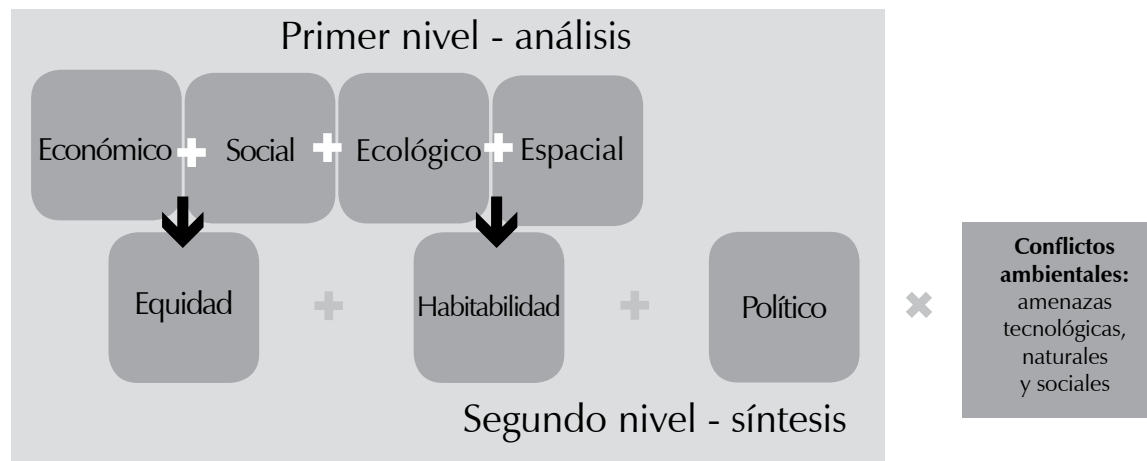 Primer nivel - análisis
Económico + Social + Ecológico + Espacial
Equidad + Habitabilidad + Político ×
Conflictos
ambientales:
amenazas
tecnológicas,
naturales
y sociales
Segundo nivel - síntesis